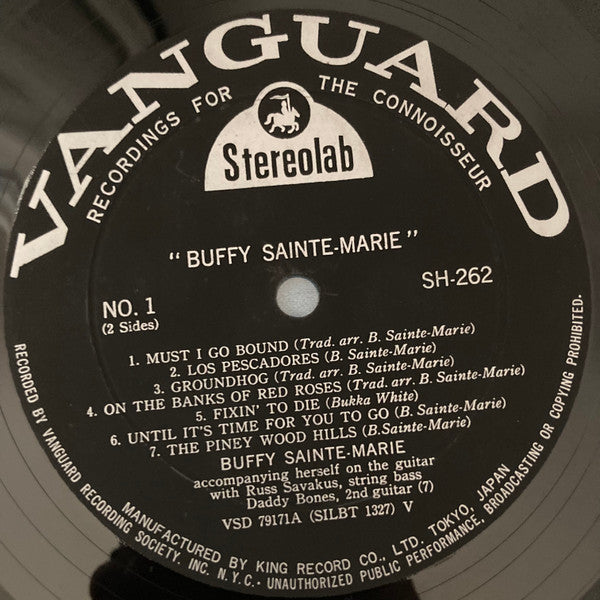 VANGUARD
RECORDINGS FOR THE CONNOISSEUR
Stereolab
"BUFFY SAINTE-MARIE"
SH-262
NO. 1
(2 Sides)
1. MUST I GO BOUND (Trad. arr. B. Sainte-Marie)
2. LOS PESCADORES (B. Sainte-Marie)
3. GROUNDHOG (Trad. arr. B. Sainte-Marie)
4. ON THE BANKS OF RED ROSES (Trad. arr. B. Sainte-Marie)
5. FIXIN' TO DIE (Bukka White)
6. UNTIL IT'S TIME FOR YOU TO GO (B. Sainte-Marie)
7. THE PINEY WOOD HILLS (B.Sainte-Marie)
BUFFY SAINTE-MARIE
accompanying herself on the guitar
with Russ Savakus, string bass
Daddy Bones, 2nd guitar (7)
VSD 79171A (SILBT 1327) V
MANUFACTURED BY KING RECORD CO., LTD. TOKYO, JAPAN
RECORDED BY VANGUARD RECORDING SOCIETY, INC. N.Y.C. • UNAUTHORIZED PUBLIC PERFORMANCE, BROADCASTING OR COPYING PROHIBITED.